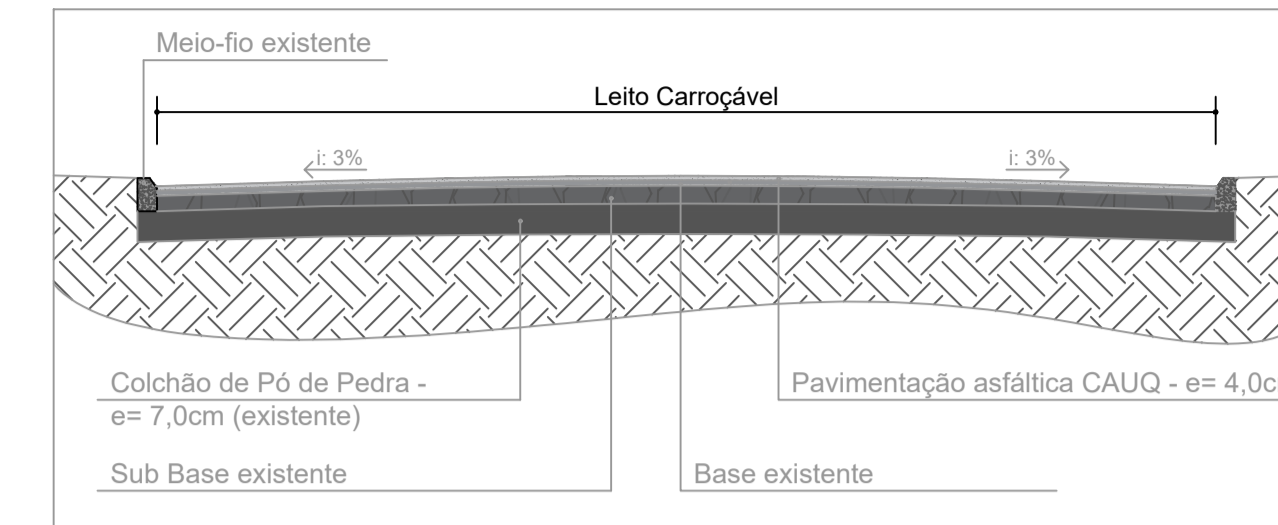 Meio-fio existente
Leito Carroçável
i: 3%
i: 3%
Colchão de Pó de Pedra -
e= 7,0cm (existente)
Pavimentação asfáltica CAUQ - e= 4,0c
Sub Base existente
Base existente